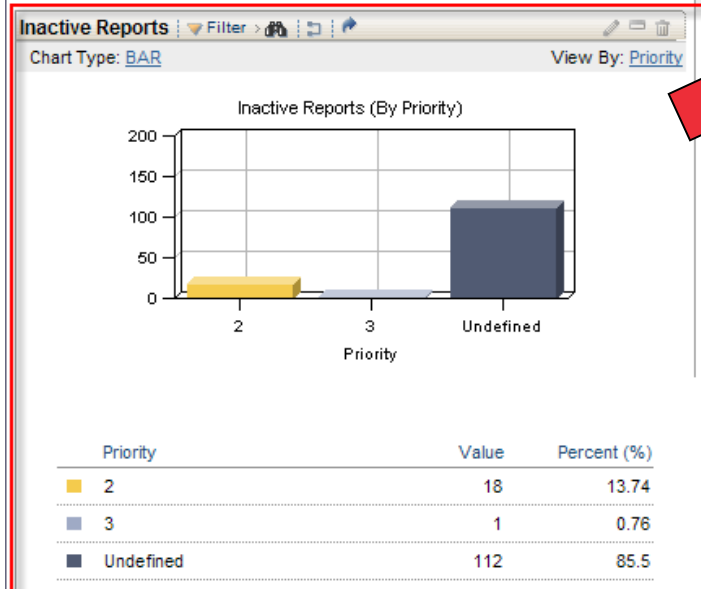 Inactive Reports Filter >
Chart Type: BAR View By: Priority
Inactive Reports (By Priority)
200
150
100
50
0
2 3 Undefined
Priority
Priority Value Percent (%)
2 18 13.74
3 1 0.76
Undefined 112 85.5